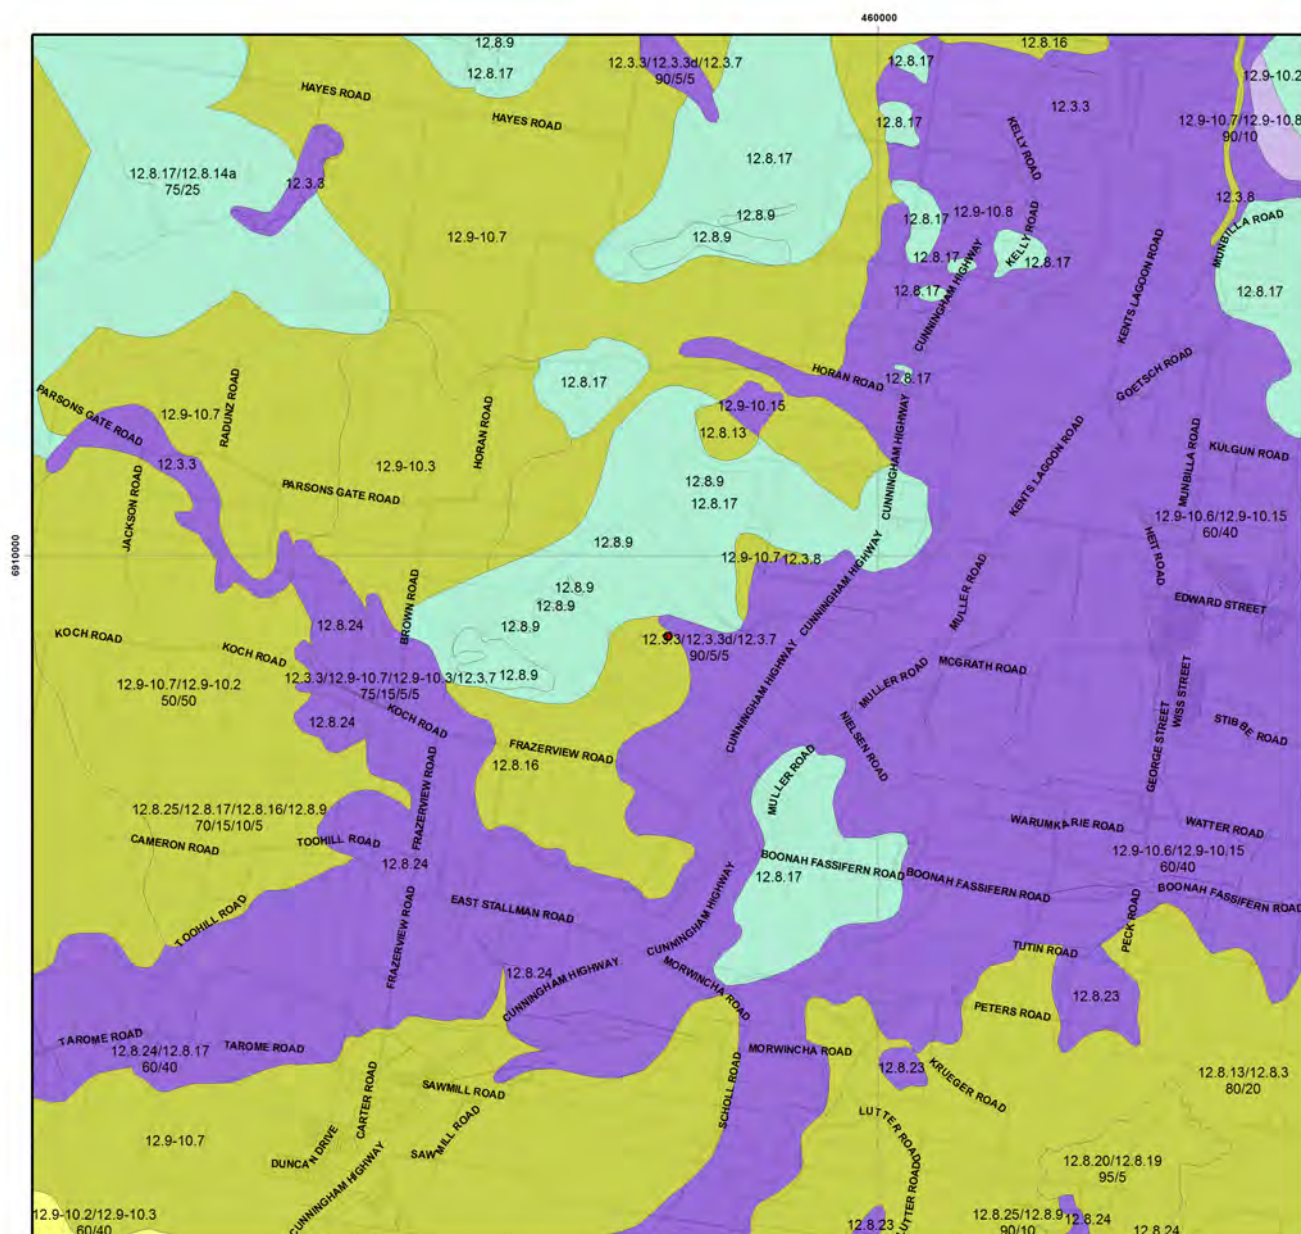 460000
12.8.9
12.8.17
12.3.3/12.3.3d/12.3.7
90/5/5
12.8.16
12.8.17
12.9-10.2
HAYES ROAD
HAYES ROAD
12.3.3
12.8.17
KELLY ROAD
12.9-10.7/12.9-10.8
90/10
12.8.17
12.8.17/12.8.14a
75/25
12.3.3
12.3.8
12.8.9
12.8.17
12.9-10.8
KELLY ROAD
MUNBILLA ROAD
12.9-10.7
12.8.9
12.8.17
12.8.17
CUNNINGHAM HIGHWAY
KENTS LAGOON ROAD
12.8.17
12.8.17
HORAN ROAD
12.8.17
12.8.17
GOETSCH ROAD
PARSONS GATE ROAD
RADUNZ ROAD
12.9-10.7
HORAN ROAD
12.9-10.15
12.8.13
CUNNINGHAM HIGHWAY
KENTS LAGOON ROAD
MUNBILLA ROAD
KULGUN ROAD
12.3.3
12.9-10.3
PARSONS GATE ROAD
JACKSON ROAD
12.8.9
12.8.17
12.9-10.6/12.9-10.15
60/40
6910000
12.8.9
12.9-10.7
12.3.8
CUNNINGHAM HIGHWAY
HEIT ROAD
MULLER ROAD
12.8.9
12.8.9
12.8.9
BROWN ROAD
EDWARD STREET
KOCH ROAD
KOCH ROAD
12.8.24
12.3.3/12.3.3d/12.3.7
90/5/5
CUNNINGHAM HIGHWAY
MULLER ROAD
MCGRATH ROAD
12.9-10.7/12.9-10.2
50/50
12.3.3/12.9-10.7/12.9-10.3/12.3.7
75/15/5/5
12.8.9
WISS STREET
12.8.24
KOCH ROAD
NIELSEN ROAD
GEORGE STREET
STIBBE ROAD
FRAZERVIEW ROAD
12.8.16
FRAZERVIEW ROAD
MULLER ROAD
12.8.25/12.8.17/12.8.16/12.8.9
70/15/10/5
CAMERON ROAD
TOOHILL ROAD
12.8.24
WARUMKARIE ROAD
WATTER ROAD
12.9-10.6/12.9-10.15
60/40
BOONAH FASSIFERN ROAD
12.8.17
BOONAH FASSIFERN ROAD
BOONAH FASSIFERN ROAD
TOOHILL ROAD
FRAZERVIEW ROAD
EAST STALLMAN ROAD
CUNNINGHAM HIGHWAY
PECK ROAD
TUTIN ROAD
12.8.24
CUNNINGHAM HIGHWAY
MORWINCHA ROAD
12.8.23
PETERS ROAD
TAROME ROAD
12.8.24/12.8.17
60/40
TAROME ROAD
MORWINCHA ROAD
12.8.23
KRUEGER ROAD
12.8.13/12.8.3
80/20
SAWMILL ROAD
CARTER ROAD
SCHOLL ROAD
SAWMILL ROAD
LUTTER ROAD
12.9-10.7
DUNCAN DRIVE
CUNNINGHAM HIGHWAY
12.8.20/12.8.19
95/5
LUTTER ROAD
12.9-10.2/12.9-10.3
60/40
12.8.23
12.8.25/12.8.9
90/10
12.8.24
12.8.24